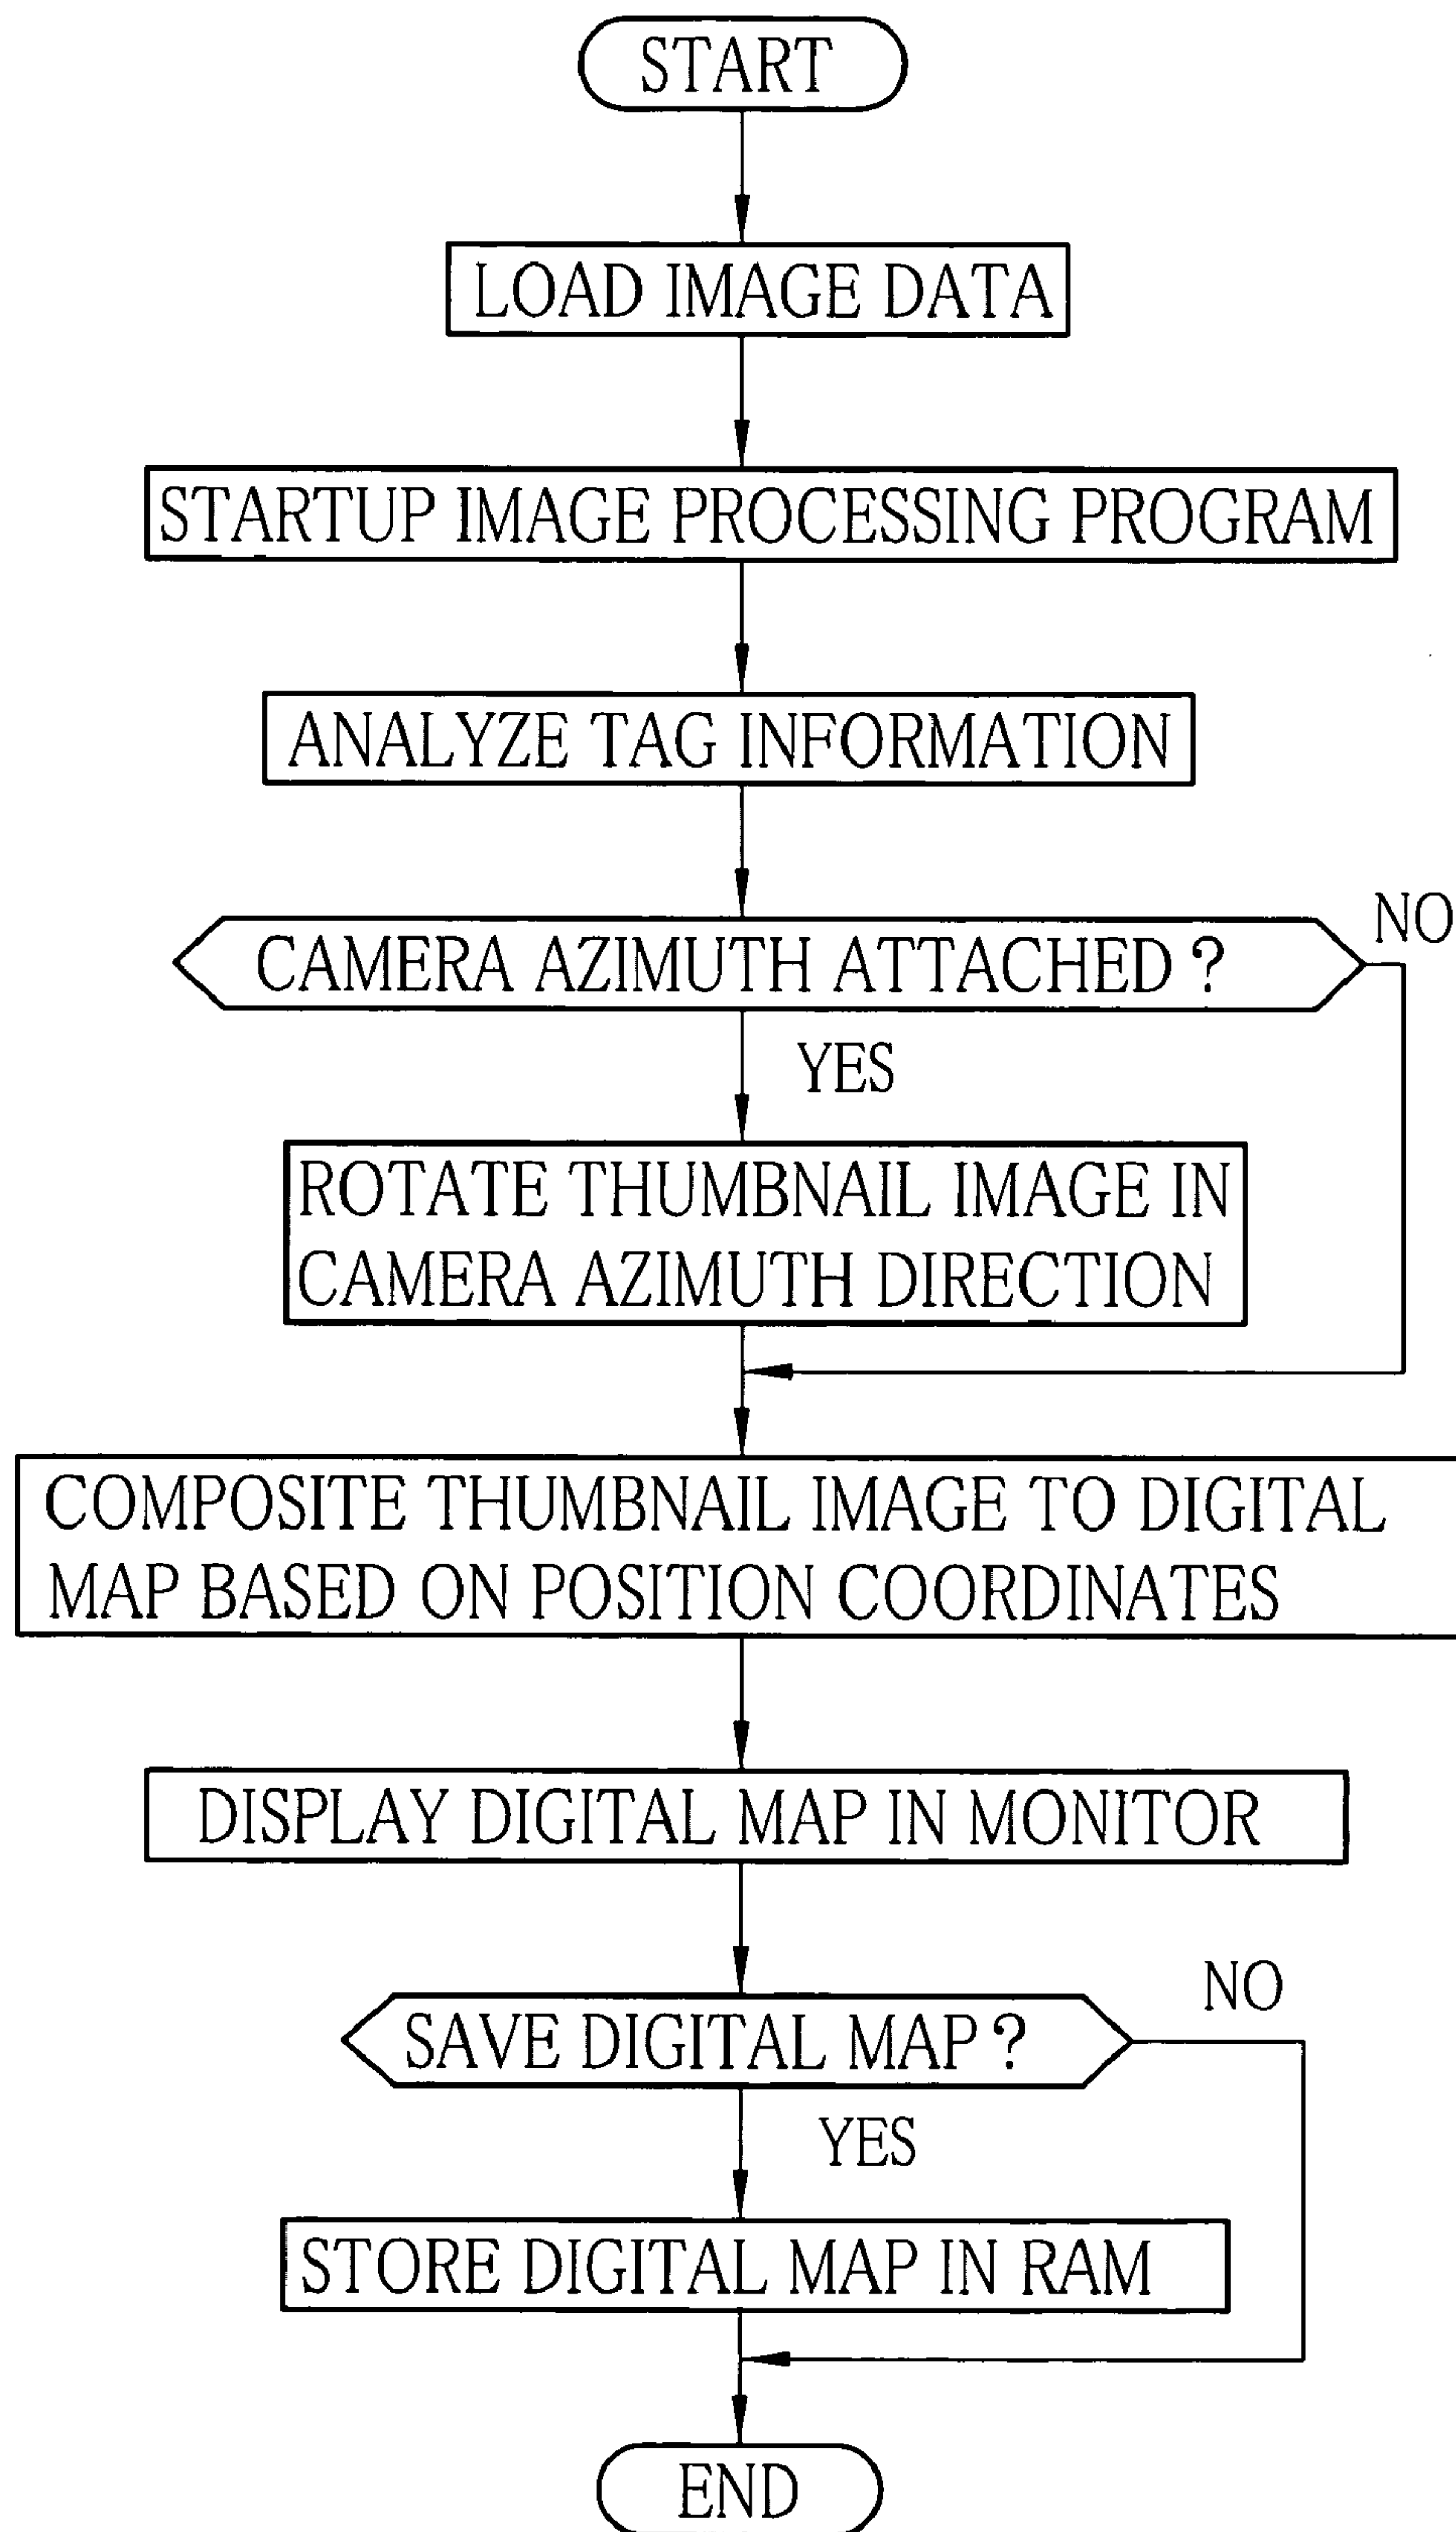 START
LOAD IMAGE DATA
STARTUP IMAGE PROCESSING PROGRAM
ANALYZE TAG INFORMATION
NO
CAMERA AZIMUTH ATTACHED ?
YES
ROTATE THUMBNAIL IMAGE IN
CAMERA AZIMUTH DIRECTION
COMPOSITE THUMBNAIL IMAGE TO DIGITAL
MAP BASED ON POSITION COORDINATES
DISPLAY DIGITAL MAP IN MONITOR
NO
SAVE DIGITAL MAP ?
YES
STORE DIGITAL MAP IN RAM
END